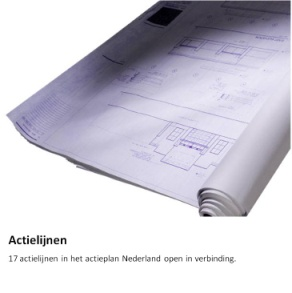 Actielijnen
17 actielijnen in het actieplan Nederland open in verbinding.